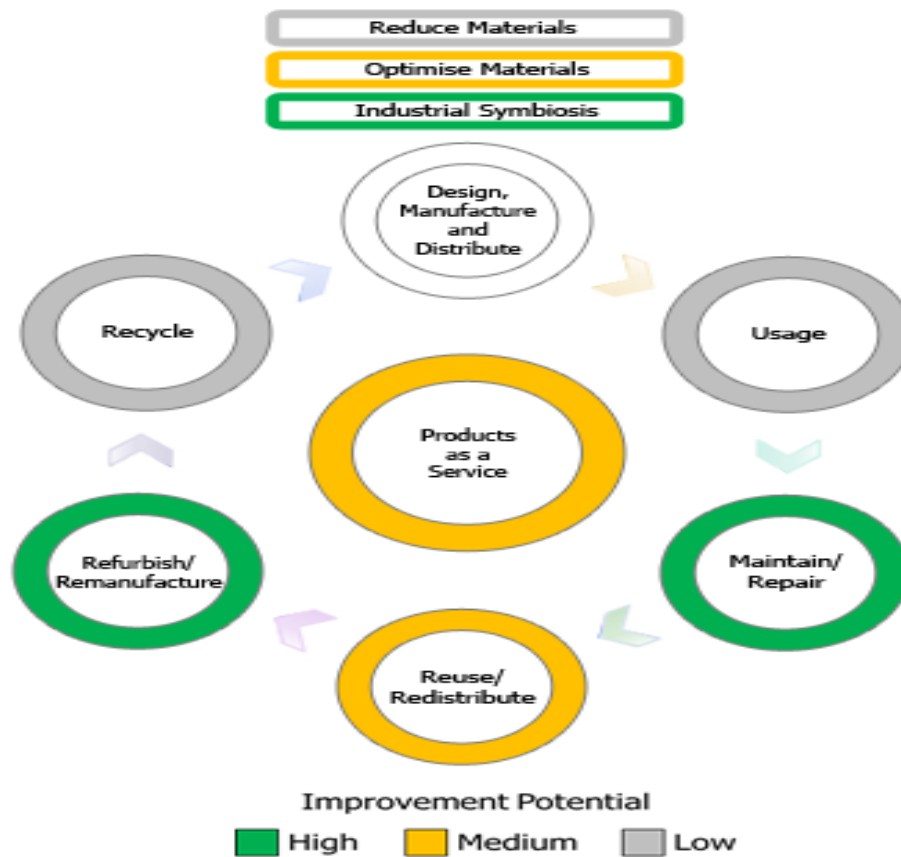 Reduce Materials
Optimise Materials
Industrial Symbiosis
Design,
Manufacture
and
Distribute
Recycle
Usage
Products
as a
Service
Refurbish/
Remanufacture
Maintain/
Repair
Reuse/
Redistribute
Improvement Potential
High
Medium
Low